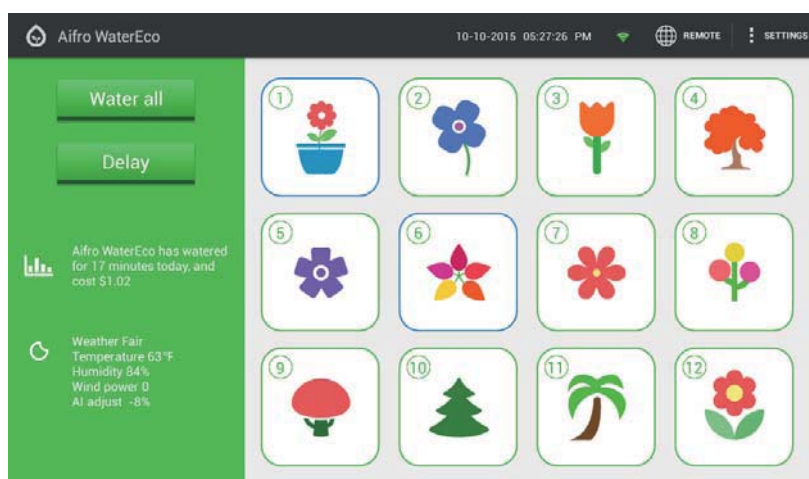 Aifro WaterEco
10-10-2015 05:27:26 PM
REMOTE
SETTINGS
Water all
Delay
Aifro WaterEco has watered
for 17 minutes today, and
cost $1.02
Weather Fair
Temperature 63°F
Humidity 84%
Wind power 0
AI adjust -8%
1
2
3
4
5
6
7
8
9
10
11
12